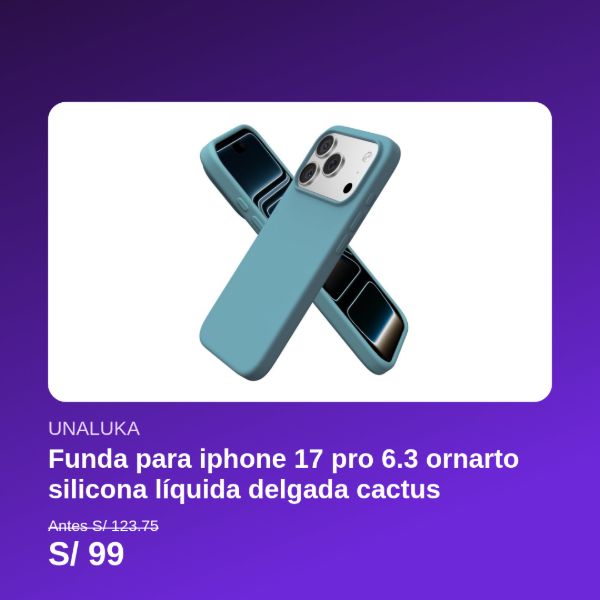 UNALUKA
Funda para iphone 17 pro 6.3 ornarto
silicona líquida delgada cactus
Antes S/ 123.75
S/ 99